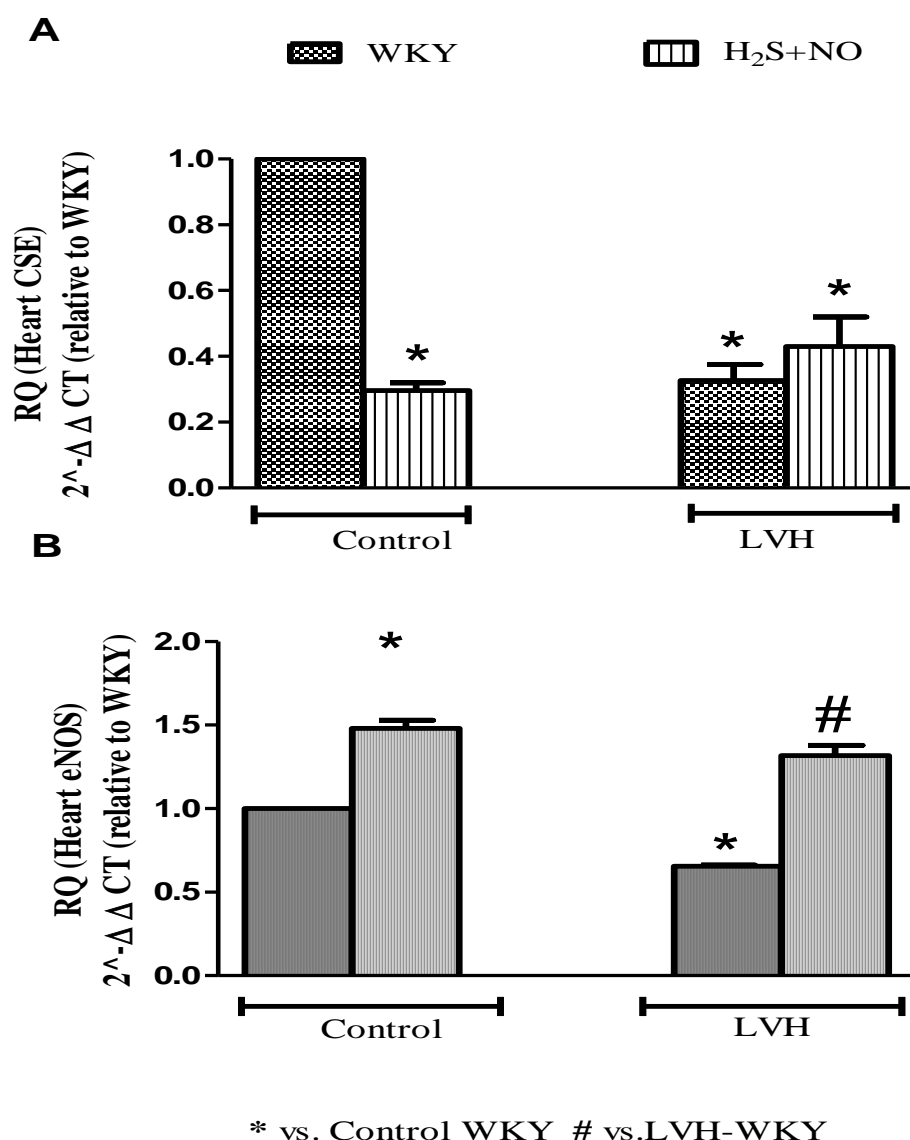 A
WKY H₂S+NO
RQ (Heart CSE)
2^-Δ Δ CT (relative to WKY)
1.0
0.8
0.6
0.4
0.2
0.0
*
*
*
Control LVH
B
RQ (Heart eNOS)
2^-Δ Δ CT (relative to WKY)
2.0
1.5
1.0
0.5
0.0
*
*
#
Control LVH
* vs. Control WKY # vs.LVH-WKY